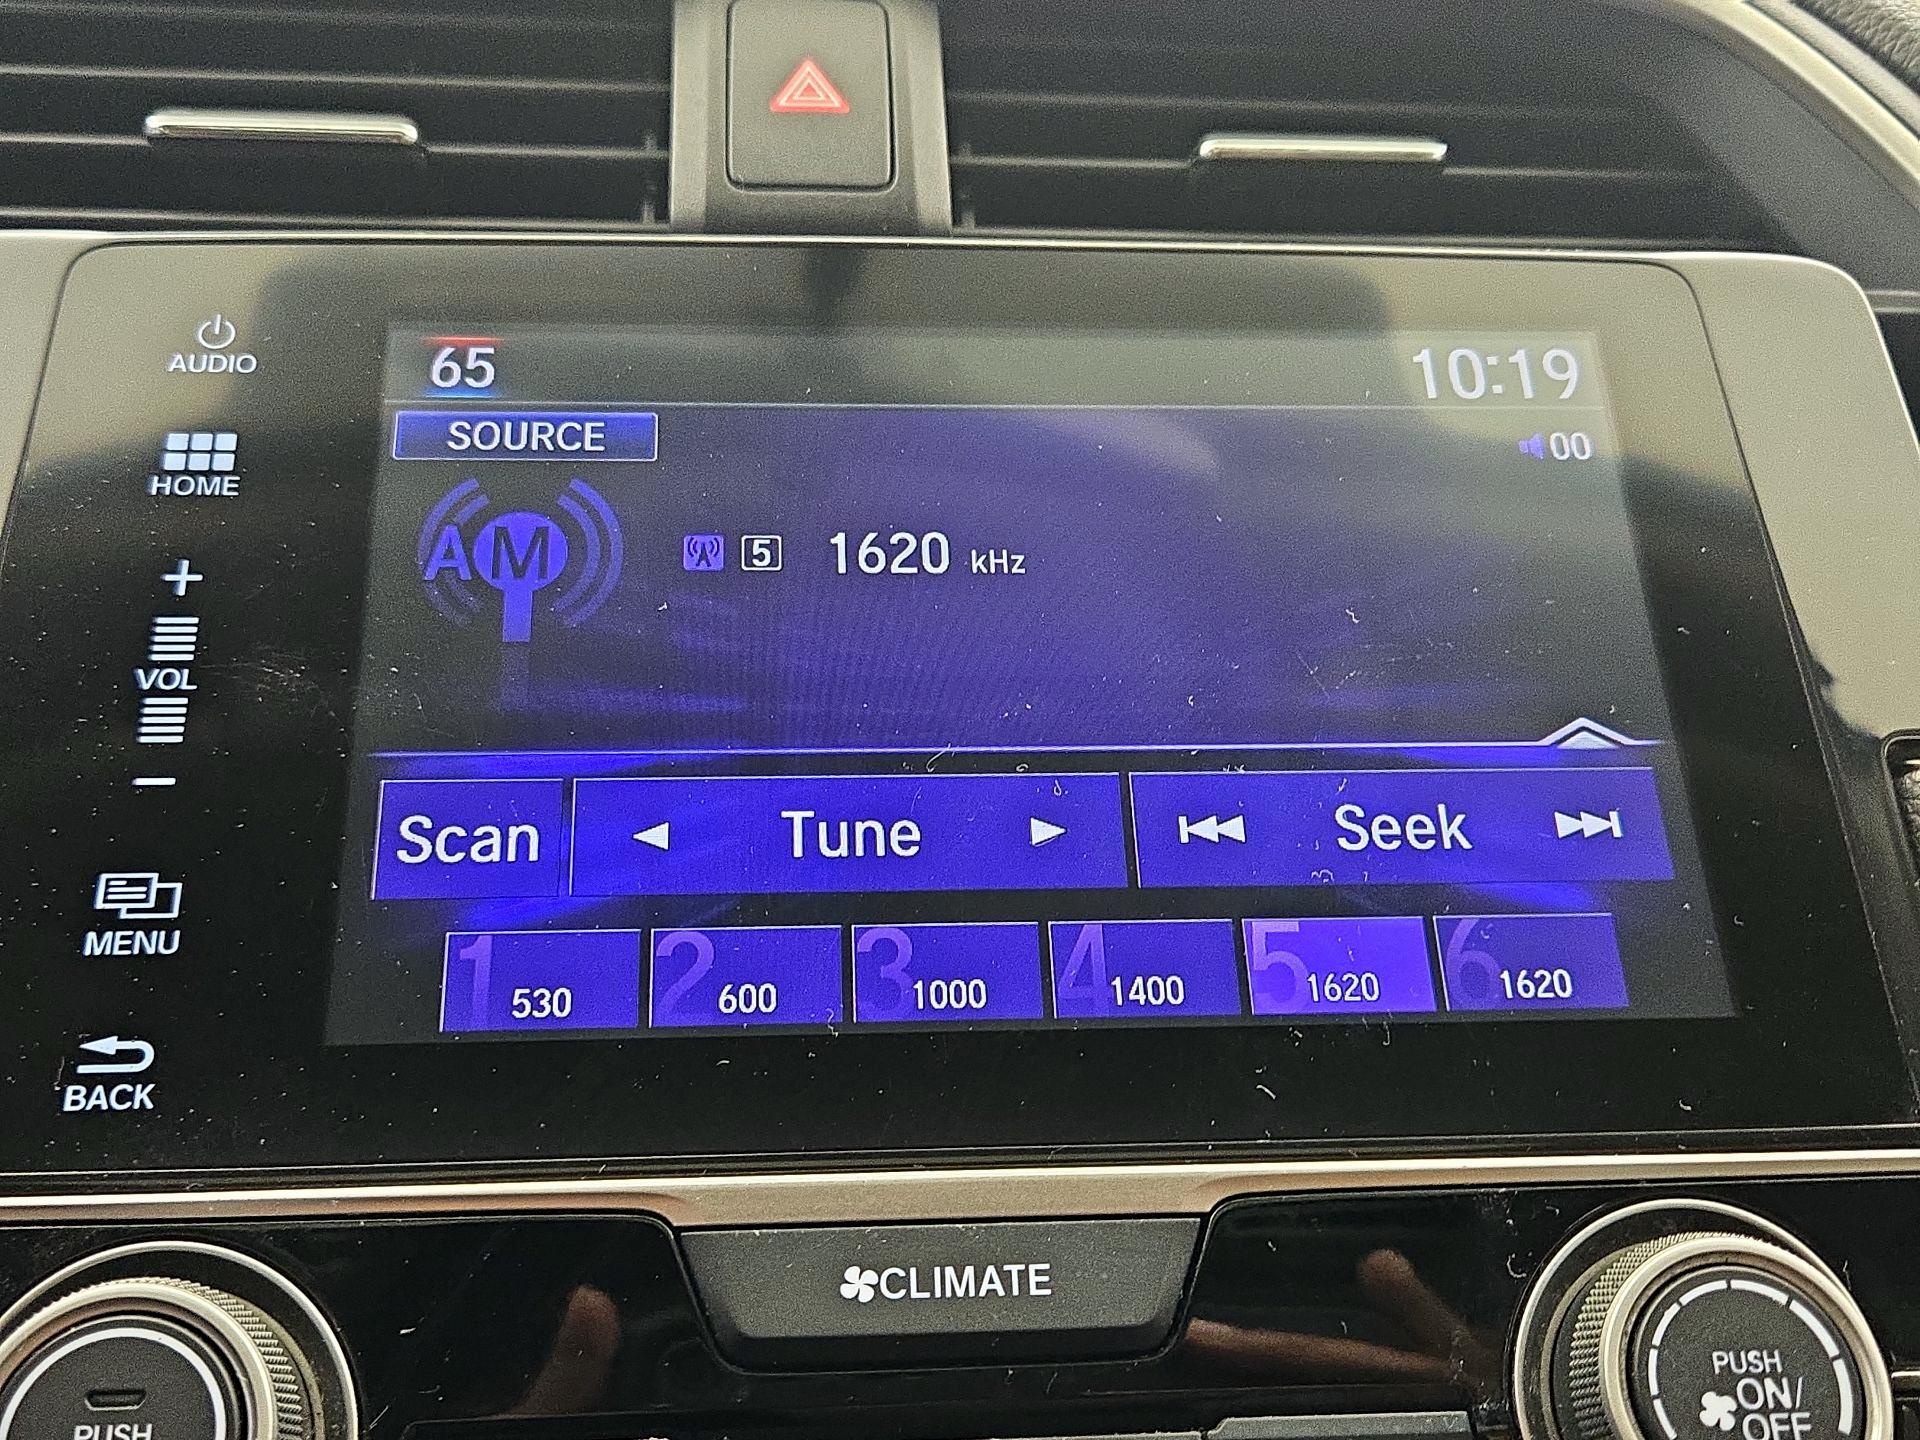 AUDIO
65
10:19
SOURCE
00
HOME
AM
5 1620 kHz
+
VOL
−
Scan
Tune
Seek
MENU
1 530
2 600
3 1000
4 1400
5 1620
6 1620
BACK
CLIMATE
PUSH
PUSH
ON/
OFF